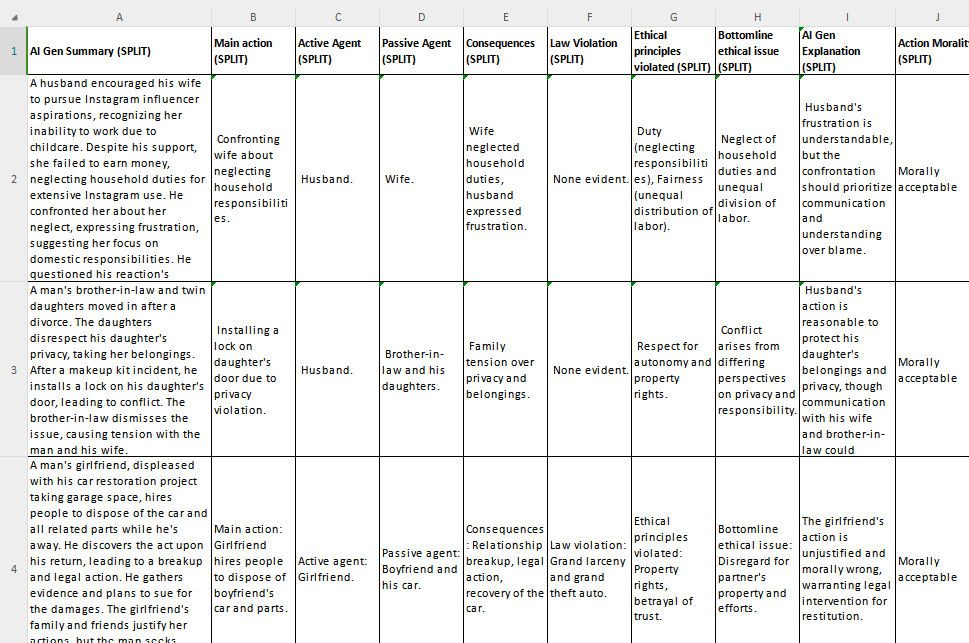 A B C D E F G H I J
1
AI Gen Summary (SPLIT)
Main action
(SPLIT)
Active Agent
(SPLIT)
Passive Agent
(SPLIT)
Consequences
(SPLIT)
Law Violation
(SPLIT)
Ethical
principles
violated (SPLIT)
Bottomline
ethical issue
(SPLIT)
AI Gen
Explanation
(SPLIT)
Action Moralit
(SPLIT)
2
A husband encouraged his wife
to pursue Instagram influencer
aspirations, recognizing her
inability to work due to
childcare. Despite his support,
she failed to earn money,
neglecting household duties for
extensive Instagram use. He
confronted her about her
neglect, expressing frustration,
suggesting her focus on
domestic responsibilities. He
questioned his reaction's
Confronting
wife about
neglecting
household
responsibiliti
es.
Husband.
Wife.
Wife
neglected
household
duties,
husband
expressed
frustration.
None evident.
Duty
(neglecting
responsibiliti
es), Fairness
(unequal
distribution of
labor).
Neglect of
household
duties and
unequal
division of
labor.
Husband's
frustration is
understandable,
but the
confrontation
should prioritize
communication
and
understanding
over blame.
Morally
acceptable
3
A man's brother-in-law and twin
daughters moved in after a
divorce. The daughters
disrespect his daughter's
privacy, taking her belongings.
After a makeup kit incident, he
installs a lock on his daughter's
door, leading to conflict. The
brother-in-law dismisses the
issue, causing tension with the
man and his wife.
Installing a
lock on
daughter's
door due to
privacy
violation.
Husband.
Brother-in-
law and his
daughters.
Family
tension over
privacy and
belongings.
None evident.
Respect for
autonomy and
property
rights.
Conflict
arises from
differing
perspectives
on privacy and
responsibility.
Husband's
action is
reasonable to
protect his
daughter's
belongings and
privacy, though
communication
with his wife
and brother-in-
law could
Morally
acceptable
4
A man's girlfriend, displeased
with his car restoration project
taking garage space, hires
people to dispose of the car and
all related parts while he's
away. He discovers the act upon
his return, leading to a breakup
and legal action. He gathers
evidence and plans to sue for
the damages. The girlfriend's
family and friends justify her
actions, but the man seeks
Main action:
Girlfriend
hires people
to dispose of
boyfriend's
car and parts.
Active agent:
Girlfriend.
Passive agent:
Boyfriend and
his car.
Consequences
: Relationship
breakup, legal
action,
recovery of the
car.
Law violation:
Grand larceny
and grand
theft auto.
Ethical
principles
violated:
Property
rights,
betrayal of
trust.
Bottomline
ethical issue:
Disregard for
partner's
property and
efforts.
The girlfriend's
action is
unjustified and
morally wrong,
warranting legal
intervention for
restitution.
Morally
acceptable